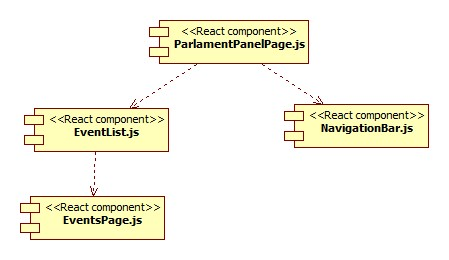 <<React component>>
ParlamentPanelPage.js
<<React component>>
EventList.js
<<React component>>
NavigationBar.js
<<React component>>
EventsPage.js